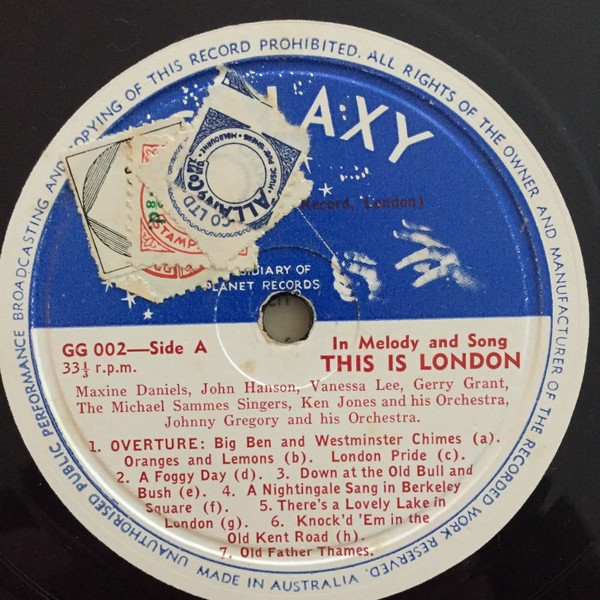 UNAUTHORISED PUBLIC PERFORMANCE BROADCASTING AND COPYING OF THIS RECORD PROHIBITED. ALL RIGHTS OF THE OWNER AND MANUFACTURER OF THE RECORDED WORK RESERVED.
LAXY
Record, London)
MELBOURNE
MUSIC
CO LTD
8d
STAMP
SIDIARY OF
PLANET RECORDS
GG 002—Side A
33⅓ r.p.m.
In Melody and Song
THIS IS LONDON
Maxine Daniels, John Hanson, Vanessa Lee, Gerry Grant,
The Michael Sammes Singers, Ken Jones and his Orchestra,
Johnny Gregory and his Orchestra.
1. OVERTURE: Big Ben and Westminster Chimes (a).
Oranges and Lemons (b). London Pride (c).
2. A Foggy Day (d). 3. Down at the Old Bull and
Bush (e). 4. A Nightingale Sang in Berkeley
Square (f). 5. There's a Lovely Lake in
London (g). 6. Knock'd 'Em in the
Old Kent Road (h).
7. Old Father Thames.
MADE IN AUSTRALIA